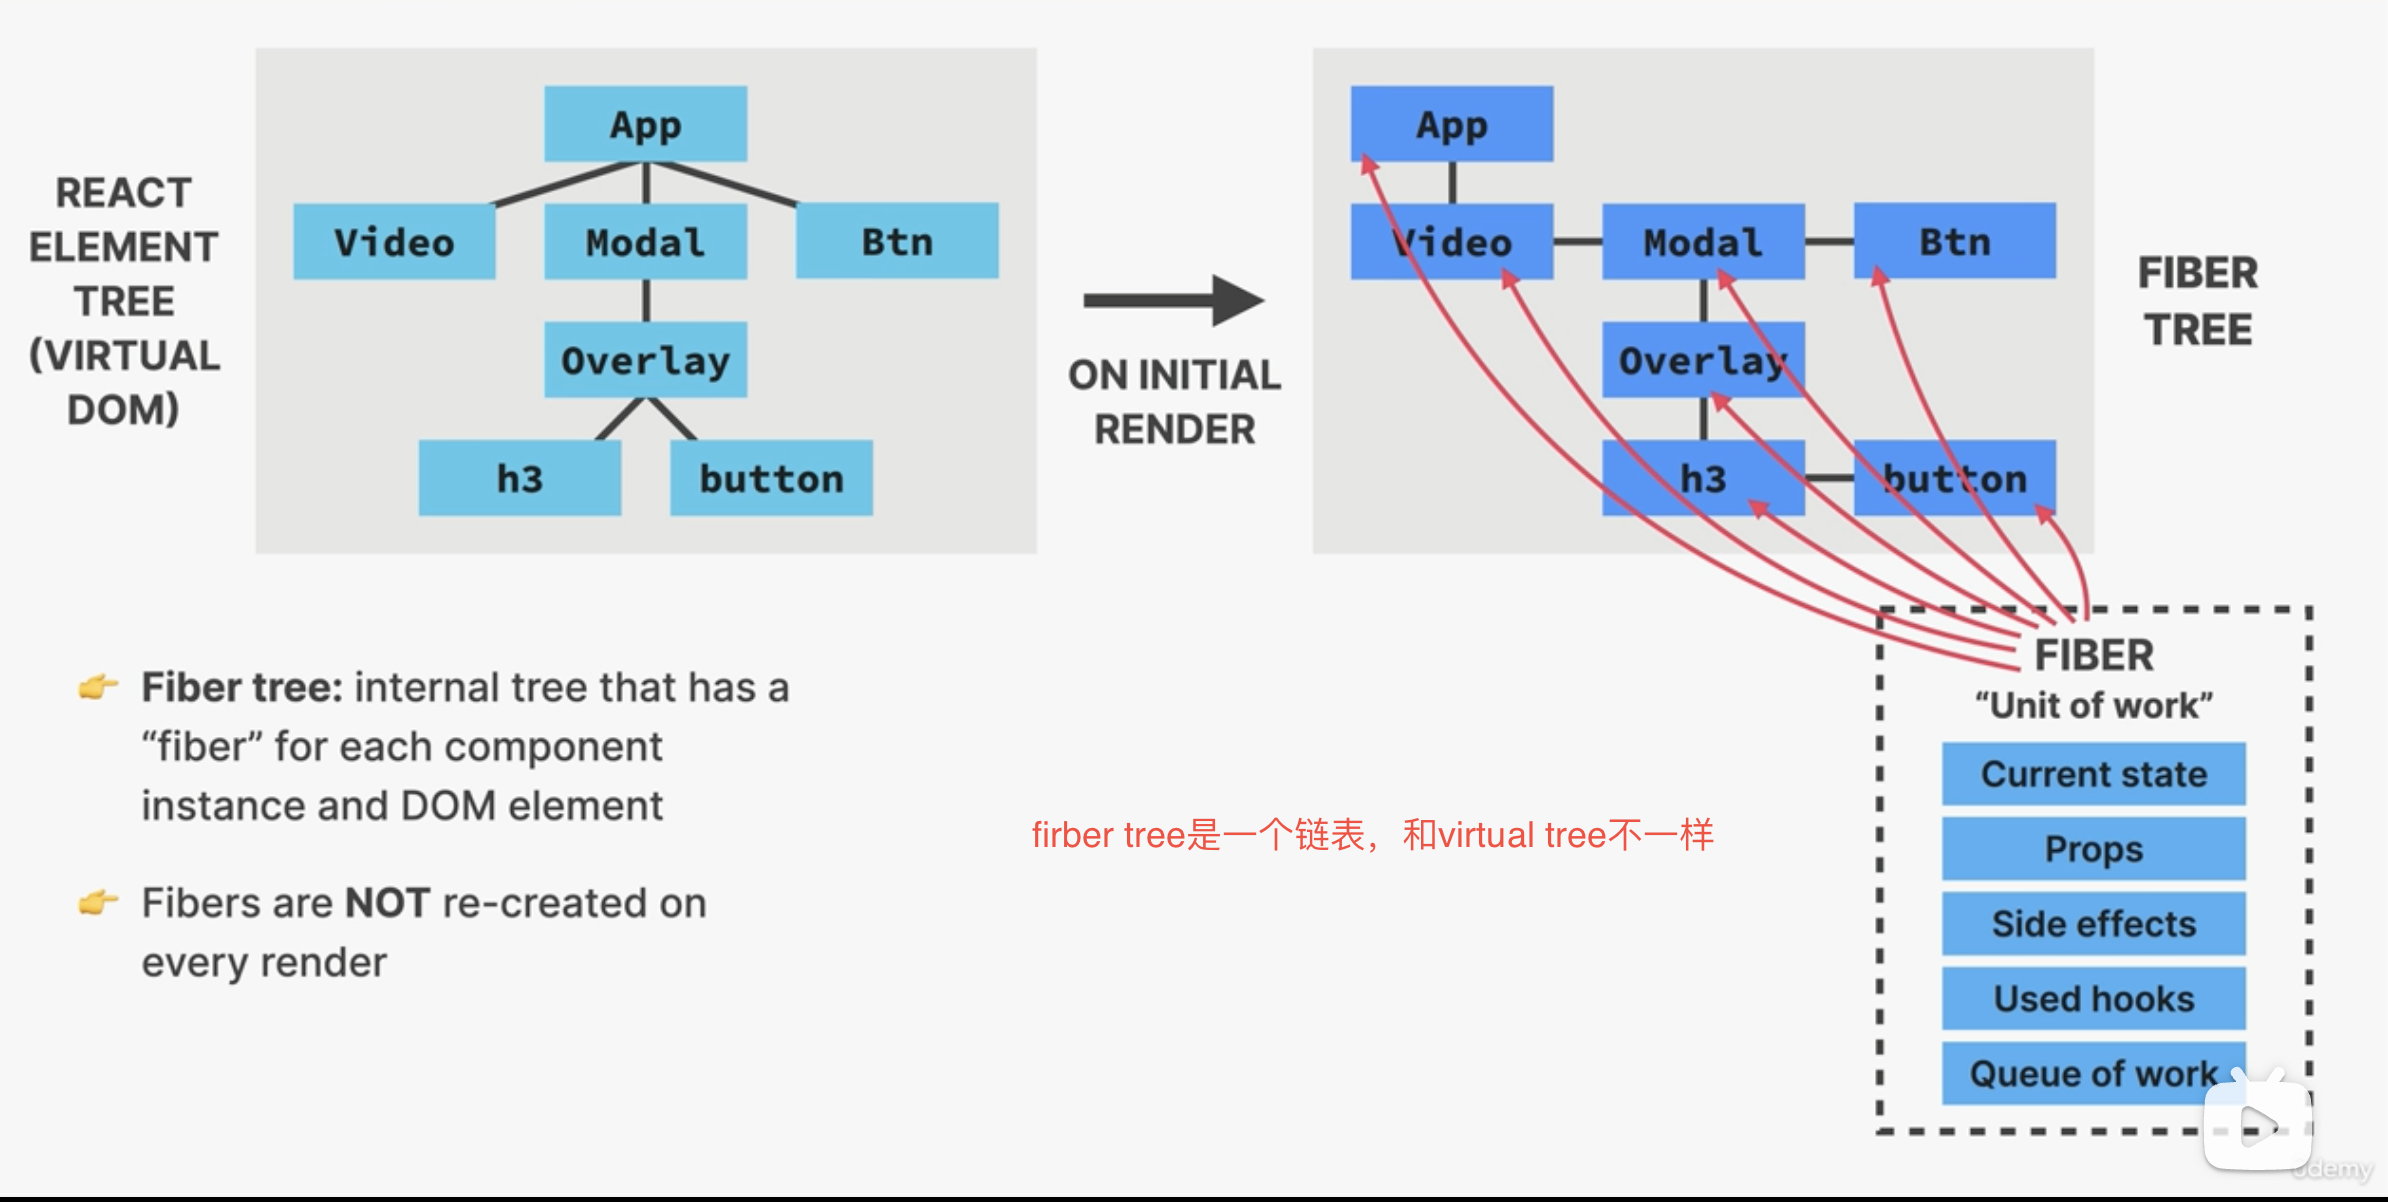 REACT
ELEMENT
TREE
(VIRTUAL
DOM)
App
Video
Modal
Btn
Overlay
h3
button
ON INITIAL
RENDER
App
Video
Modal
Btn
Overlay
h3
button
FIBER
TREE
👉 Fiber tree: internal tree that has a
“fiber” for each component
instance and DOM element
👉 Fibers are NOT re-created on
every render
firber tree是一个链表，和virtual tree不一样
FIBER
“Unit of work”
Current state
Props
Side effects
Used hooks
Queue of work
udemy